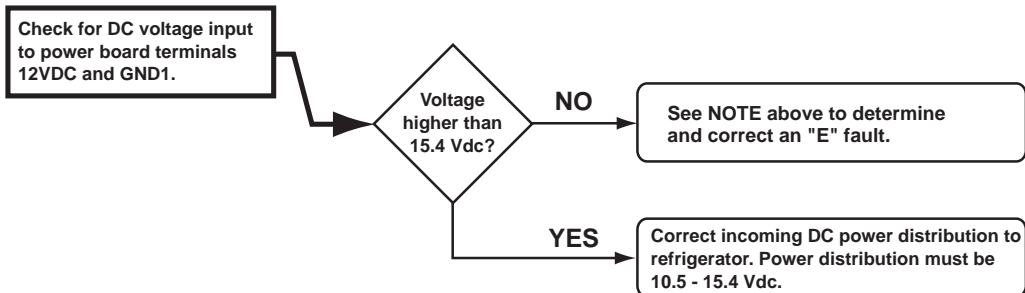 Check for DC voltage input
to power board terminals
12VDC and GND1.
Voltage
higher than
15.4 Vdc?
NO
See NOTE above to determine
and correct an "E" fault.
YES
Correct incoming DC power distribution to
refrigerator. Power distribution must be
10.5 - 15.4 Vdc.